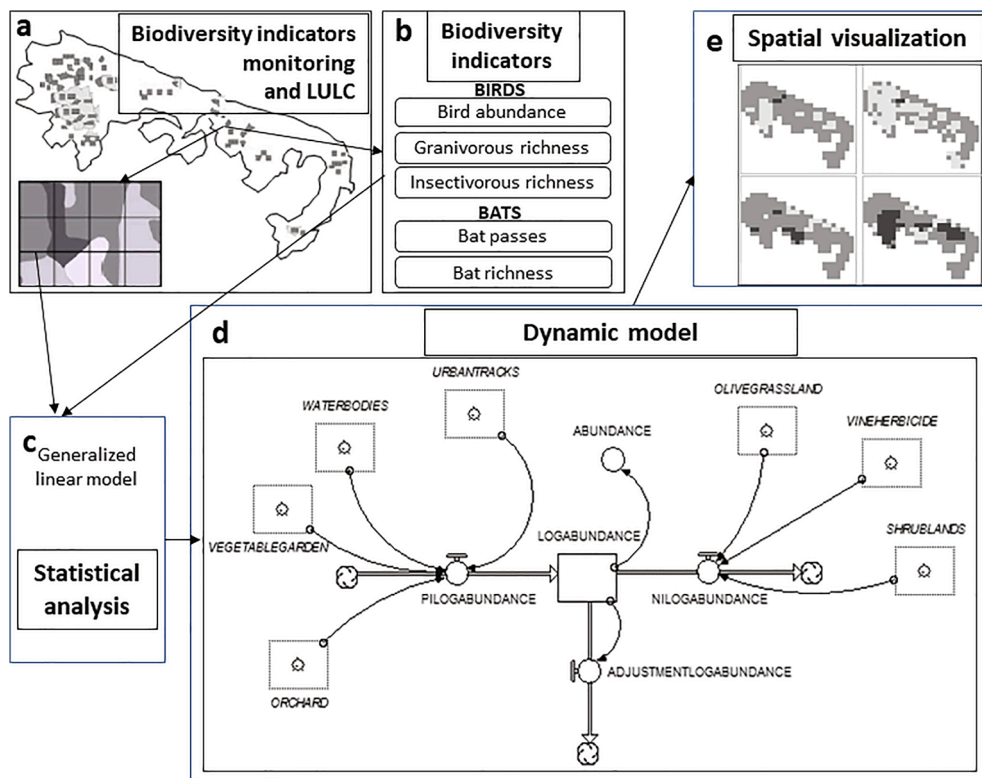 a
Biodiversity indicators
monitoring
and LULC
b
Biodiversity
indicators
BIRDS
Bird abundance
Granivorous richness
Insectivorous richness
BATS
Bat passes
Bat richness
e
Spatial visualization
c
Generalized
linear model
Statistical
analysis
d
Dynamic model
URBANTRACKS
WATERBODIES
VEGETABLEGARDEN
ORCHARD
PILOGABUNDANCE
ABUNDANCE
LOGABUNDANCE
ADJUSTMENTLOGABUNDANCE
OLIVEGRASSLAND
VINEHERBICIDE
SHRUBLANDS
NILOGABUNDANCE